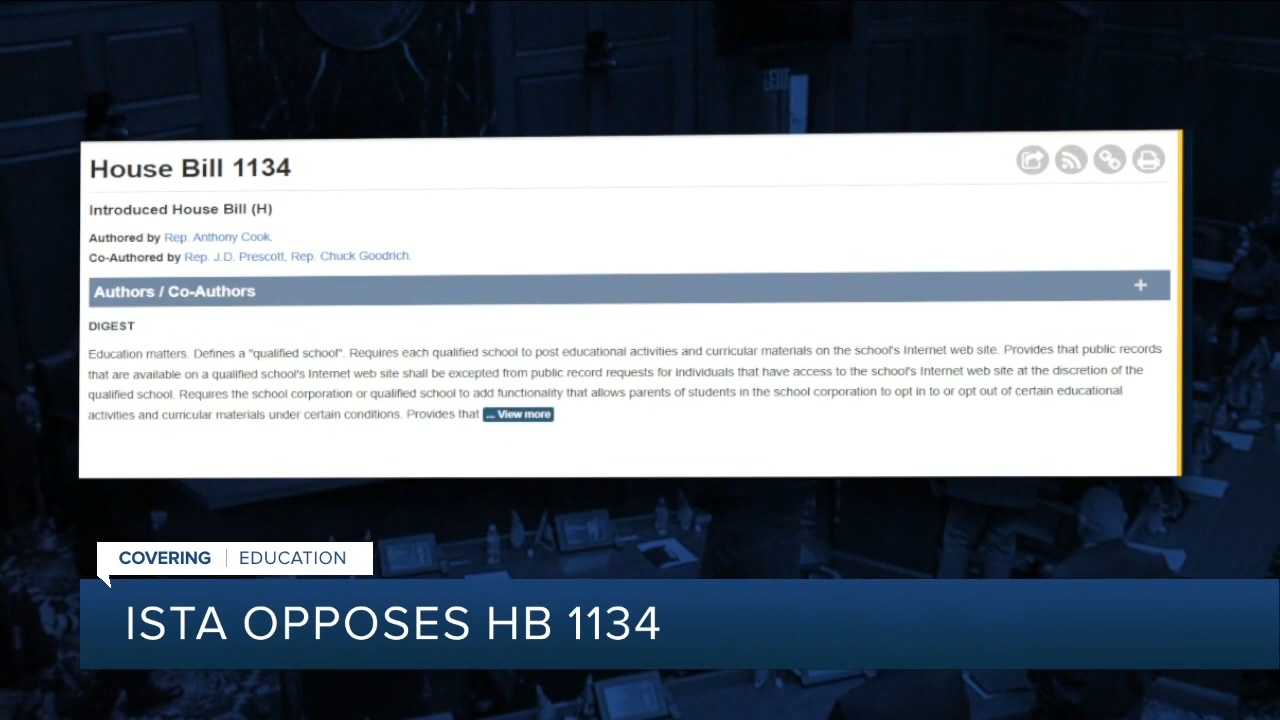 EXIT
House Bill 1134
Introduced House Bill (H)
Authored by Rep. Anthony Cook.
Co-Authored by Rep. J.D. Prescott, Rep. Chuck Goodrich.
Authors / Co-Authors +
DIGEST
Education matters. Defines a "qualified school". Requires each qualified school to post educational activities and curricular materials on the school's Internet web site. Provides that public records
that are available on a qualified school's Internet web site shall be excepted from public record requests for individuals that have access to the school's Internet web site at the discretion of the
qualified school. Requires the school corporation or qualified school to add functionality that allows parents of students in the school corporation to opt in to or opt out of certain educational
activities and curricular materials under certain conditions. Provides that ... View more
COVERING | EDUCATION
ISTA OPPOSES HB 1134